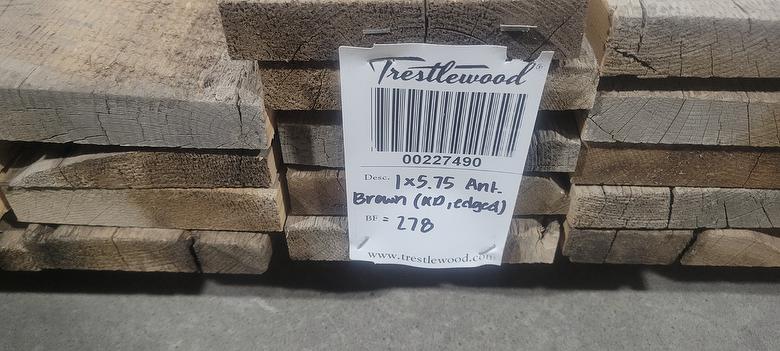 Trestlewood®
00227490
Desc. 1x5.75 Ant.
Brown (KD, edged)
BF = 278
www.trestlewood.com